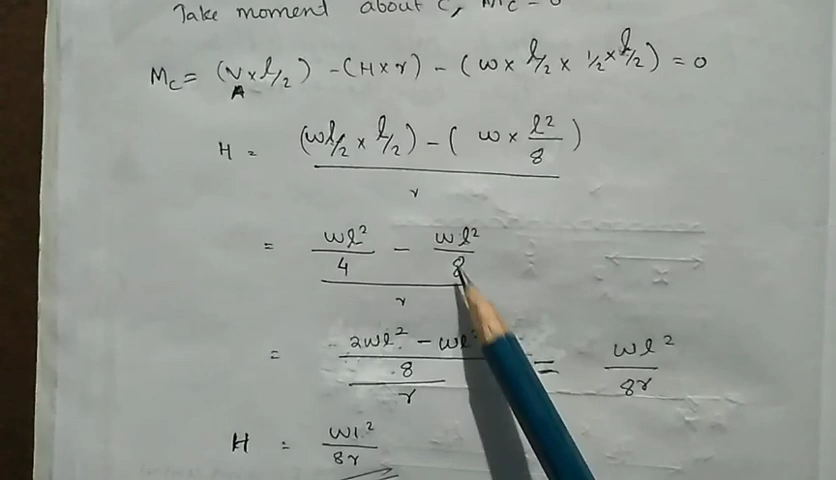 Take moment about C, Mc = 0
Mc = (V_A × l/2) - (H × r) - (w × l/2 × 1/2 × l/2) = 0
H = ((wl/2 × l/2) - (w × l²/8)) / r
= (wl²/4 - wl²/8) / r
= ((2wl² - wl²)/8) / r = wl²/8r
H = wl²/8r